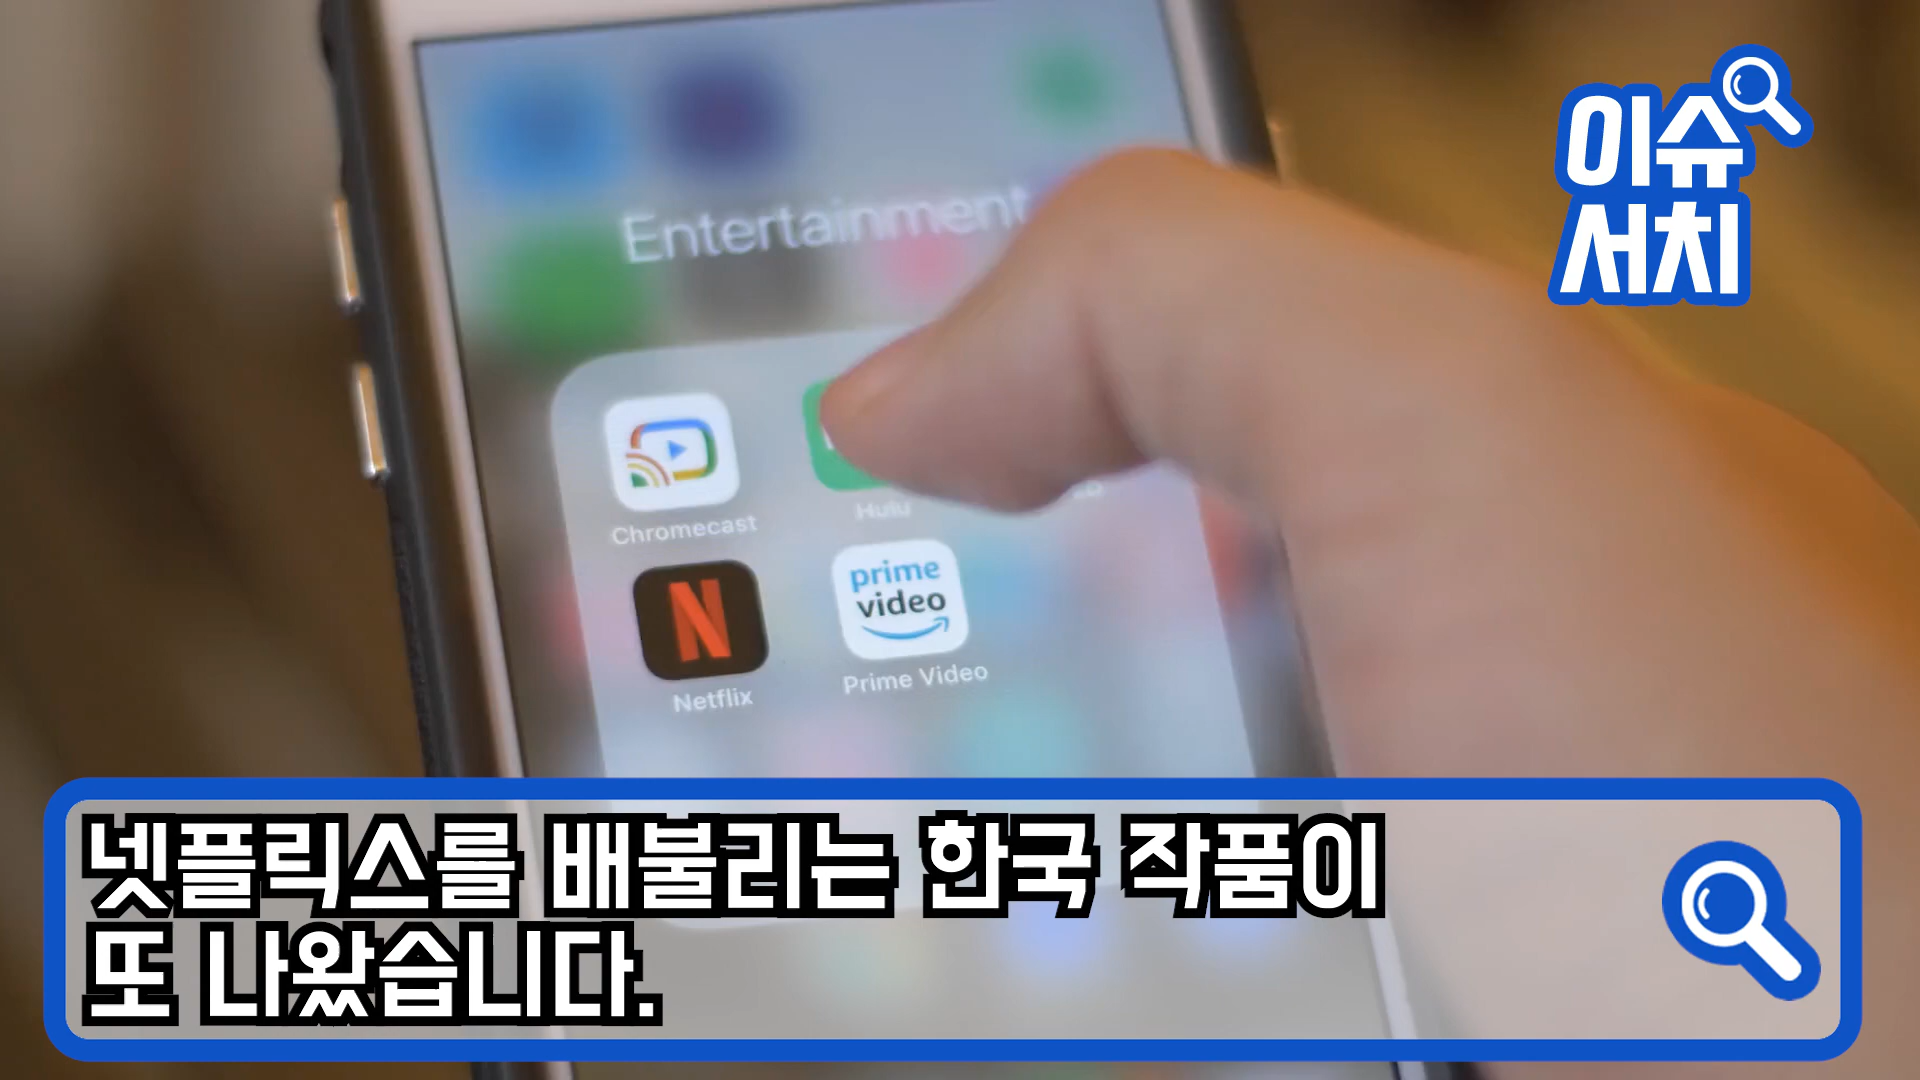 이슈
서치
Entertainment
Chromecast
Hulu
prime
video
N
Netflix
Prime Video
넷플릭스를 배불리는 한국 작품이
또 나왔습니다.